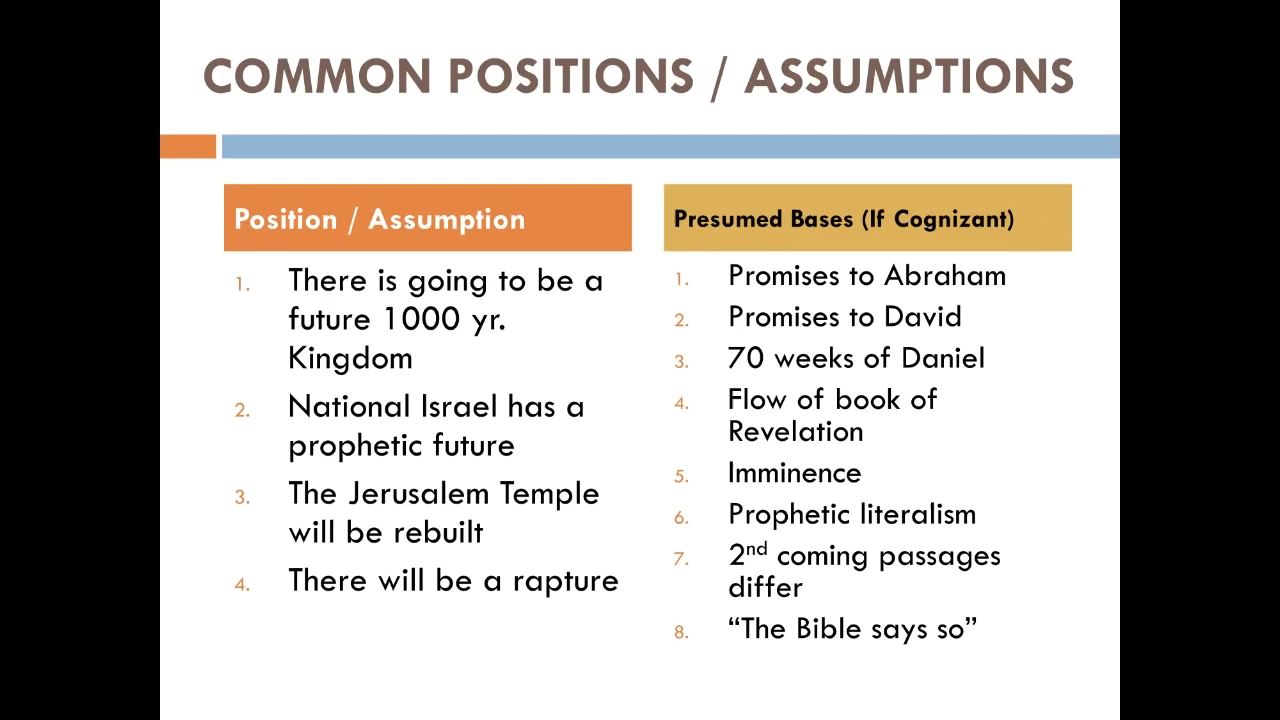 COMMON POSITIONS / ASSUMPTIONS
Position / Assumption
1. There is going to be a
future 1000 yr.
Kingdom
2. National Israel has a
prophetic future
3. The Jerusalem Temple
will be rebuilt
4. There will be a rapture
Presumed Bases (If Cognizant)
1. Promises to Abraham
2. Promises to David
3. 70 weeks of Daniel
4. Flow of book of
Revelation
5. Imminence
6. Prophetic literalism
7. 2nd coming passages
differ
8. “The Bible says so”